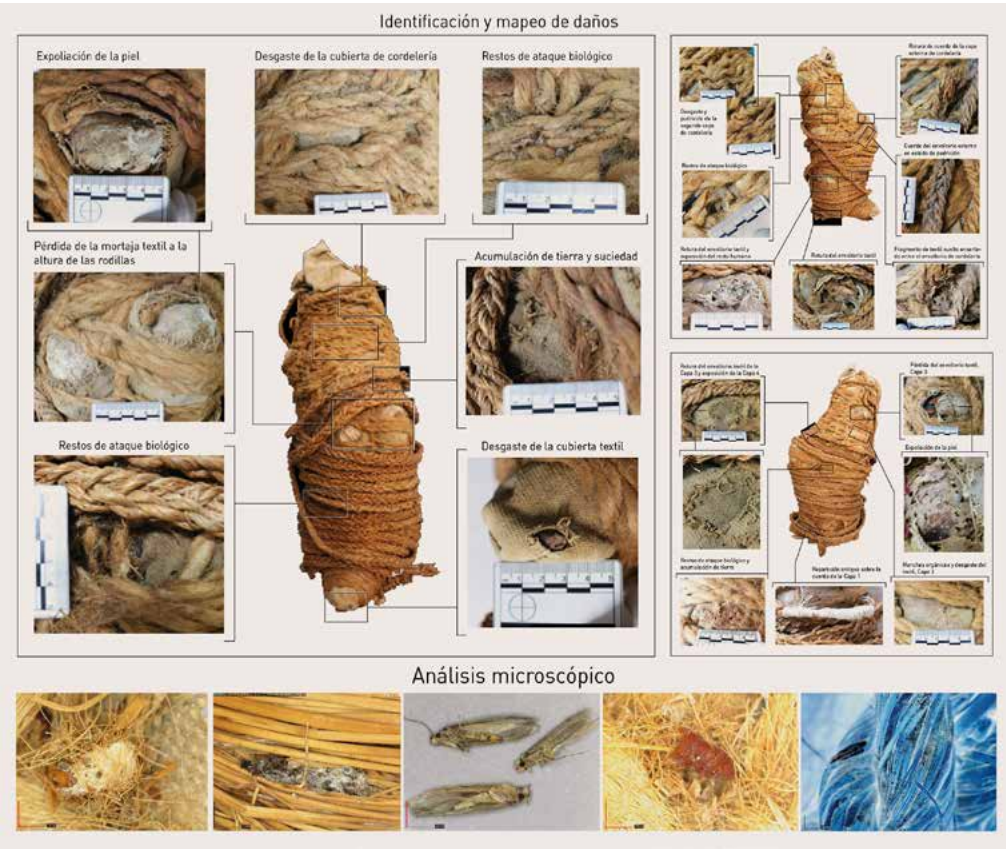 Identificación y mapeo de daños
Expoliación de la piel
Desgaste de la cubierta de cordelería
Restos de ataque biológico
Pérdida de la mortaja textil a la
altura de las rodillas
Acumulación de tierra y suciedad
Restos de ataque biológico
Desgaste de la cubierta textil
Rotura de cuerda de la capa
externa de cordelería
Desgaste y
pudrición de la
segunda capa
de cordelería
Cuerda del envoltorio externo
en estado de pudrición
Restos de ataque biológico
Rotura del envoltorio textil y
exposición del resto humano
Rotura del envoltorio textil
Fragmento de textil suelto
entre el envoltorio de cordelería
Rotura del envoltorio textil de la
Capa 3 y exposición de la Capa 4
Pérdida del envoltorio textil,
Capa 3
Expoliación de la piel
Restos de ataque biológico y
acumulación de tierra
Reparación antigua sobre la
cuerda de la Capa 1
Manchas orgánicas y desgaste del
textil, Capa 3
Análisis microscópico